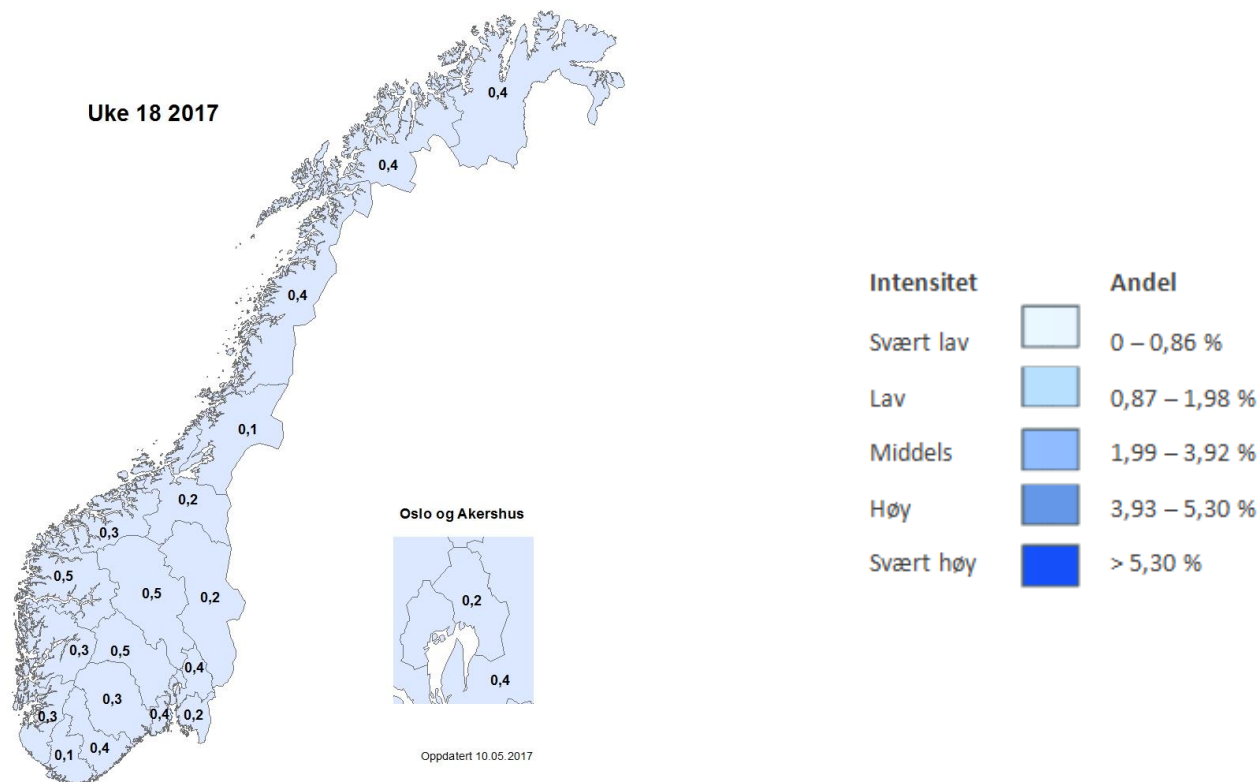 Uke 18 2017
0,4
0,4
0,4
0,1
0,2
0,3
0,5
0,5
0,2
0,3
0,5
0,4
0,3
0,3
0,4
0,2
0,1
0,4
Oslo og Akershus
0,2
0,4
Oppdatert 10.05.2017
Intensitet Andel
Svært lav 0 – 0,86 %
Lav 0,87 – 1,98 %
Middels 1,99 – 3,92 %
Høy 3,93 – 5,30 %
Svært høy > 5,30 %